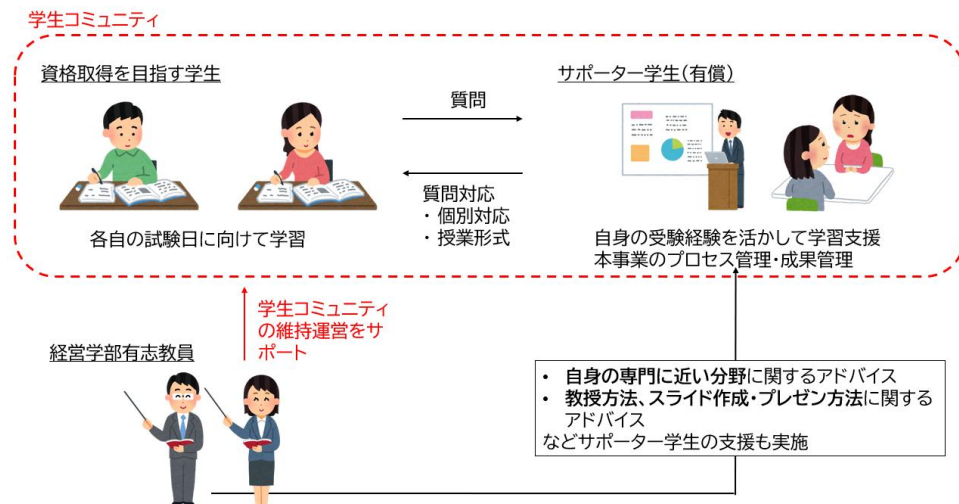 学生コミュニティ
資格取得を目指す学生
サポーター学生(有償)
質問
質問対応
・個別対応
・授業形式
各自の試験日に向けて学習
自身の受験経験を活かして学習支援
本事業のプロセス管理・成果管理
学生コミュニティ
の維持運営をサ
ポート
経営学部有志教員
• 自身の専門に近い分野に関するアドバイス
• 教授方法、スライド作成・プレゼン方法に関する
アドバイス
などサポーター学生の支援も実施